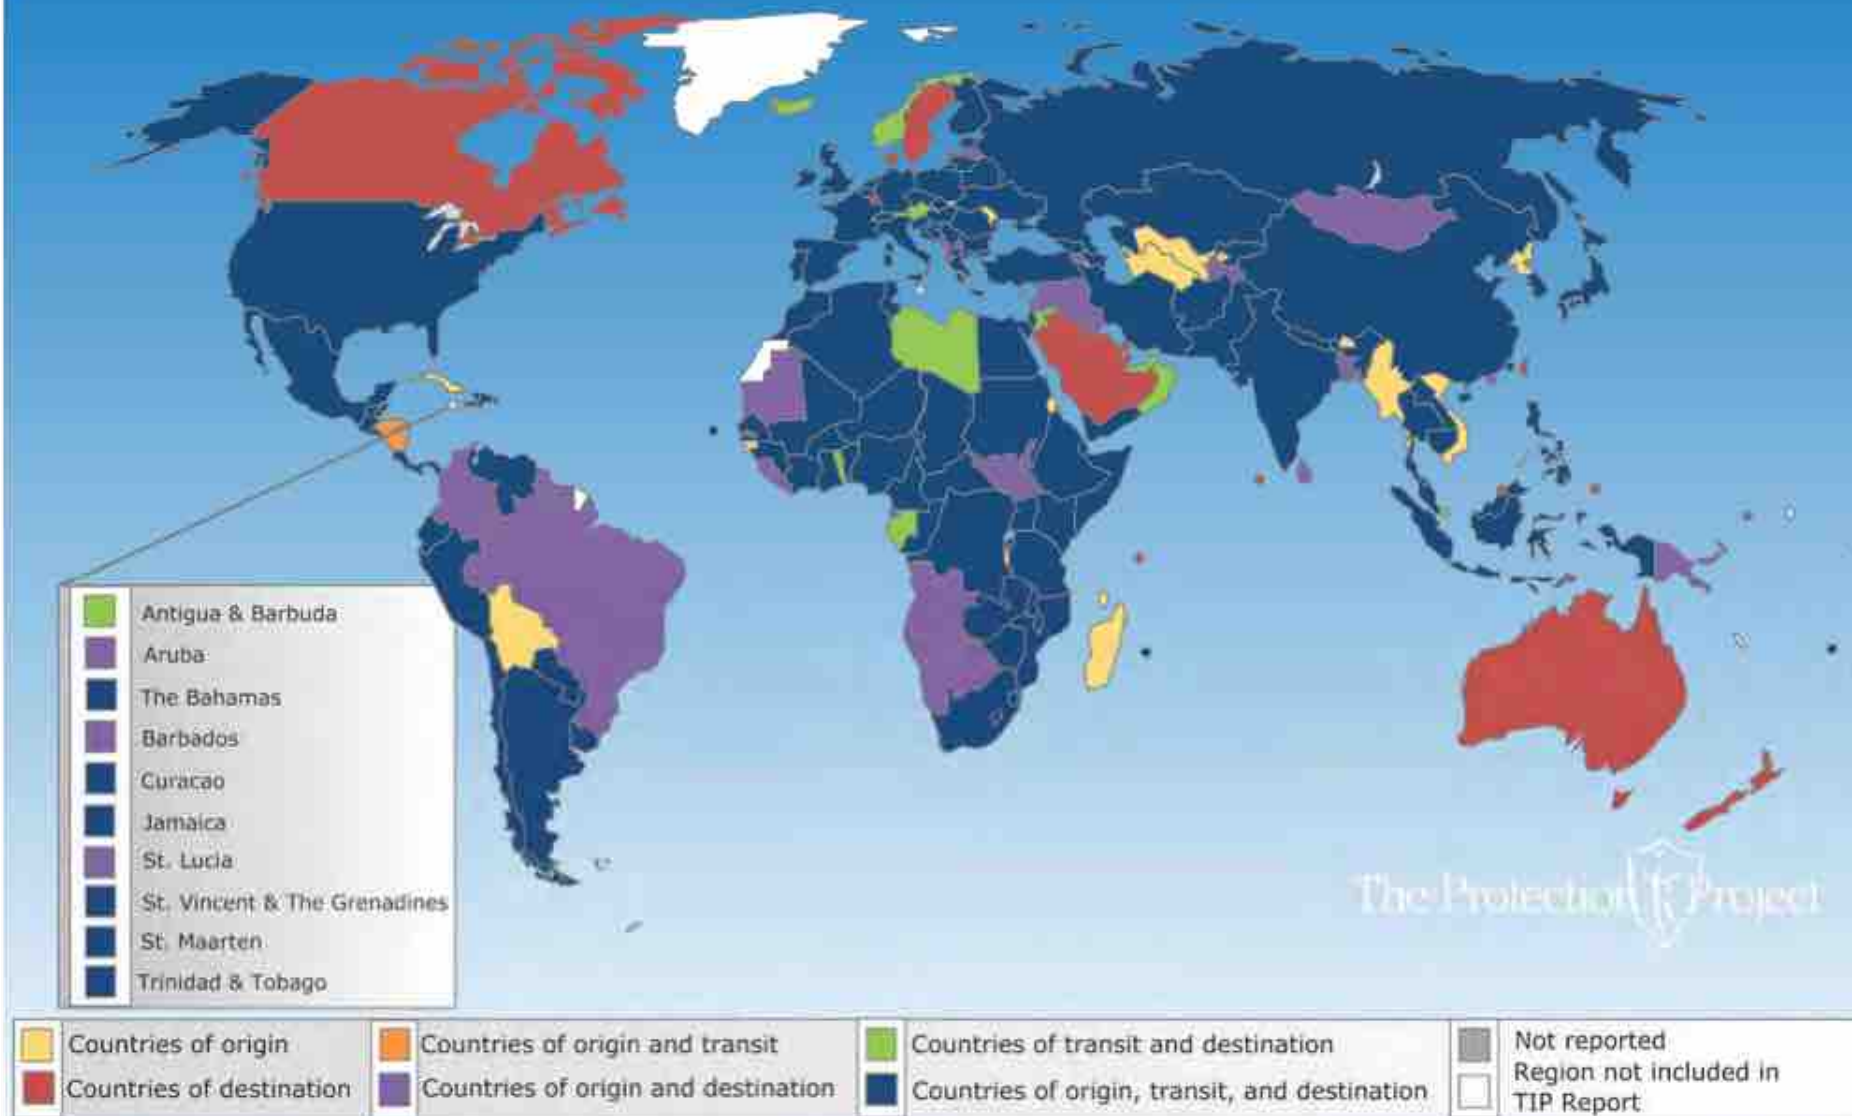 Antigua & Barbuda
Aruba
The Bahamas
Barbados
Curacao
Jamaica
St. Lucia
St. Vincent & The Grenadines
St. Maarten
Trinidad & Tobago
The Protection Project
Countries of origin
Countries of destination
Countries of origin and transit
Countries of origin and destination
Countries of transit and destination
Countries of origin, transit, and destination
Not reported
Region not included in
TIP Report